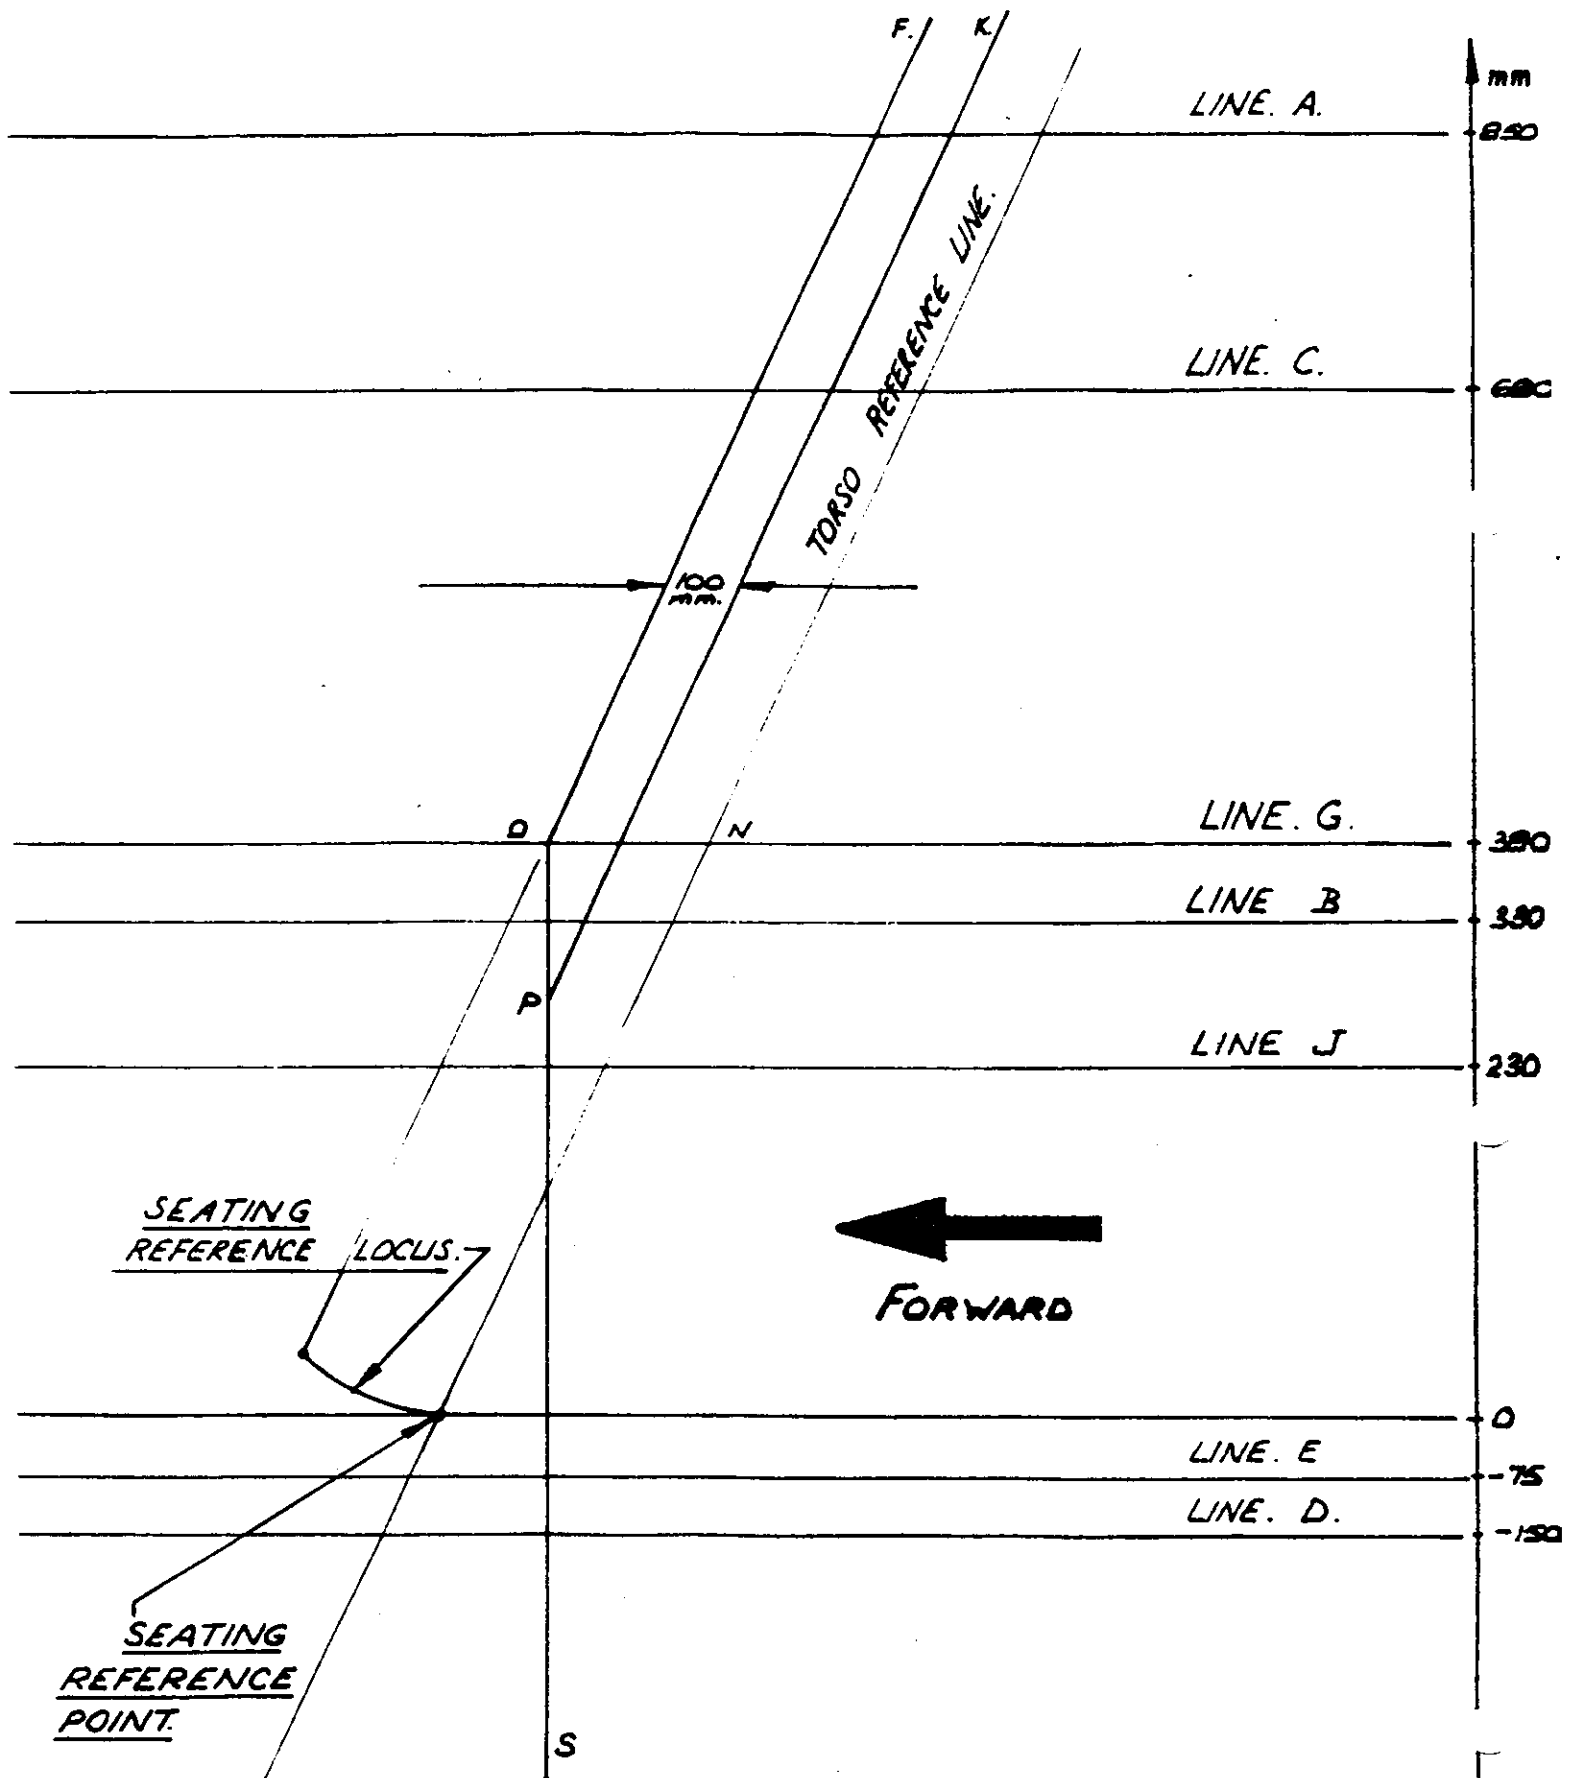 F. K.
mm
LINE. A.
850
TORSO REFERENCE LINE.
LINE. C.
680
100
mm.
D N
LINE. G.
380
LINE B
330
P
LINE J
230
SEATING
REFERENCE LOCUS.
FORWARD
0
LINE. E
-75
LINE. D.
-150
SEATING
REFERENCE
POINT.
S